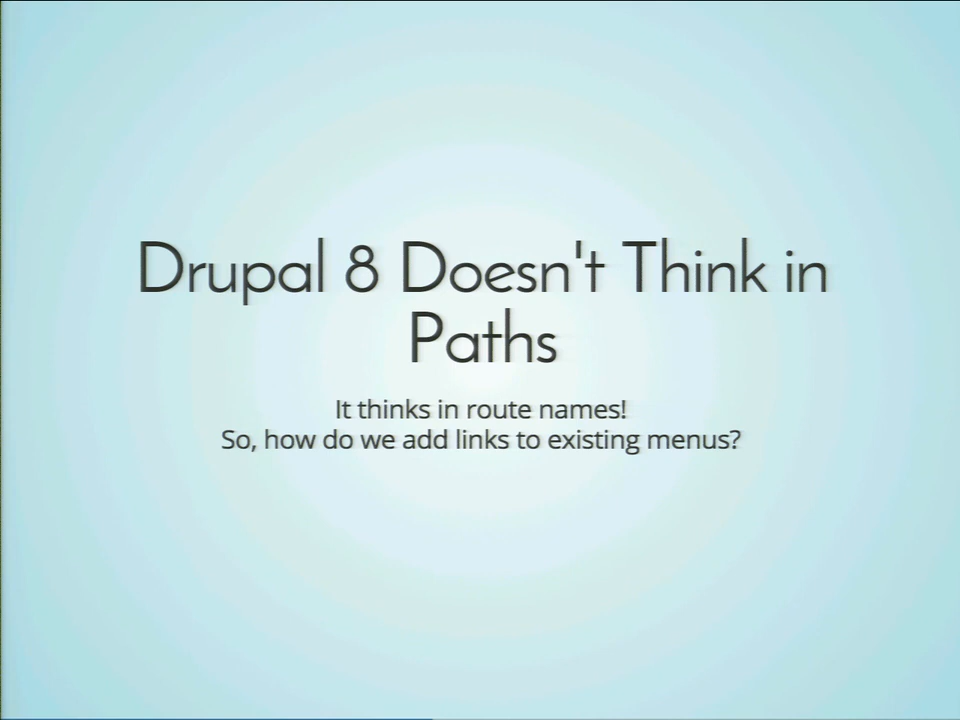 Drupal 8 Doesn't Think in
Paths
It thinks in route names!
So, how do we add links to existing menus?